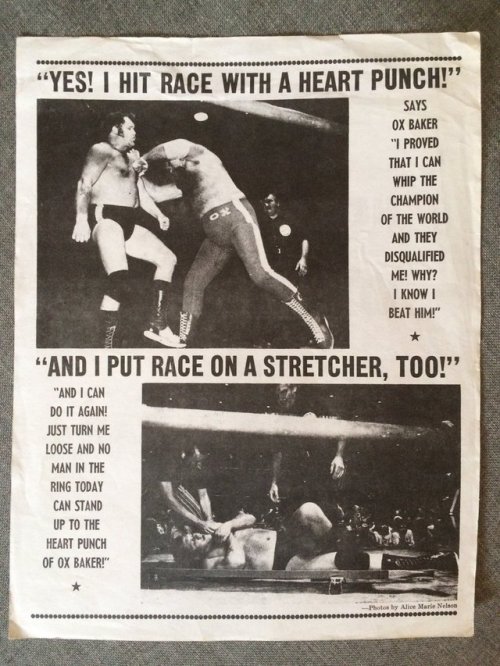 “YES! I HIT RACE WITH A HEART PUNCH!”
SAYS
OX BAKER
“I PROVED
THAT I CAN
WHIP THE
CHAMPION
OF THE WORLD
AND THEY
DISQUALIFIED
ME! WHY?
I KNOW I
BEAT HIM!”
OX
“AND I PUT RACE ON A STRETCHER, TOO!”
“AND I CAN
DO IT AGAIN!
JUST TURN ME
LOOSE AND NO
MAN IN THE
RING TODAY
CAN STAND
UP TO THE
HEART PUNCH
OF OX BAKER!”
—Photos by Alice Marie Nelson